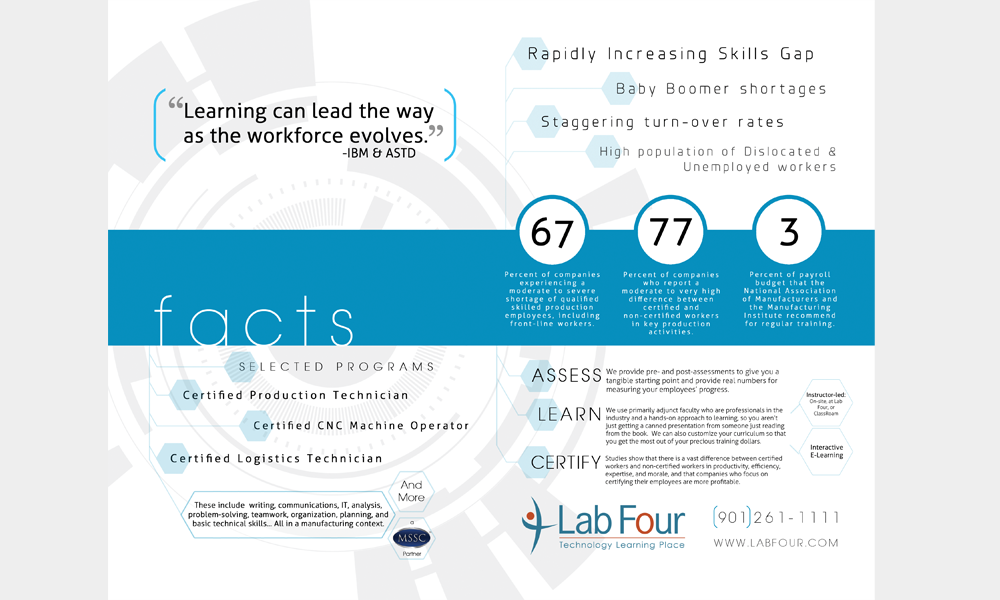 “Learning can lead the way
as the workforce evolves.”
-IBM & ASTD
Rapidly Increasing Skills Gap
Baby Boomer shortages
Staggering turn-over rates
High population of Dislocated &
Unemployed workers
67
Percent of companies
experiencing a
moderate to severe
shortage of qualified
skilled production
employees, including
front-line workers.
77
Percent of companies
who report a
moderate to very high
difference between
certified and
non-certified workers
in key production
activities.
3
Percent of payroll
budget that the
National Association
of Manufacturers and
the Manufacturing
Institute recommend
for regular training.
facts
SELECTED PROGRAMS
Certified Production Technician
Certified CNC Machine Operator
Certified Logistics Technician
These include writing, communications, IT, analysis,
problem-solving, teamwork, organization, planning, and
basic technical skills... All in a manufacturing context.
And
More
a
MSSC
Partner
ASSESS
We provide pre- and post-assessments to give you a
tangible starting point and provide real numbers for
measuring your employees' progress.
LEARN
We use primarily adjunct faculty who are professionals in the
industry and a hands-on approach to learning, so you aren't
just getting a canned presentation from someone just reading
from the book. We can also customize your curriculum so that
you get the most out of your precious training dollars.
CERTIFY
Studies show that there is a vast difference between certified
workers and non-certified workers in productivity, efficiency,
expertise, and morale, and that companies who focus on
certifying their employees are more profitable.
Instructor-led:
On-site, at Lab
Four, or
ClassRoam
Interactive
E-Learning
Lab Four
Technology Learning Place
(901)261-1111
WWW.LABFOUR.COM